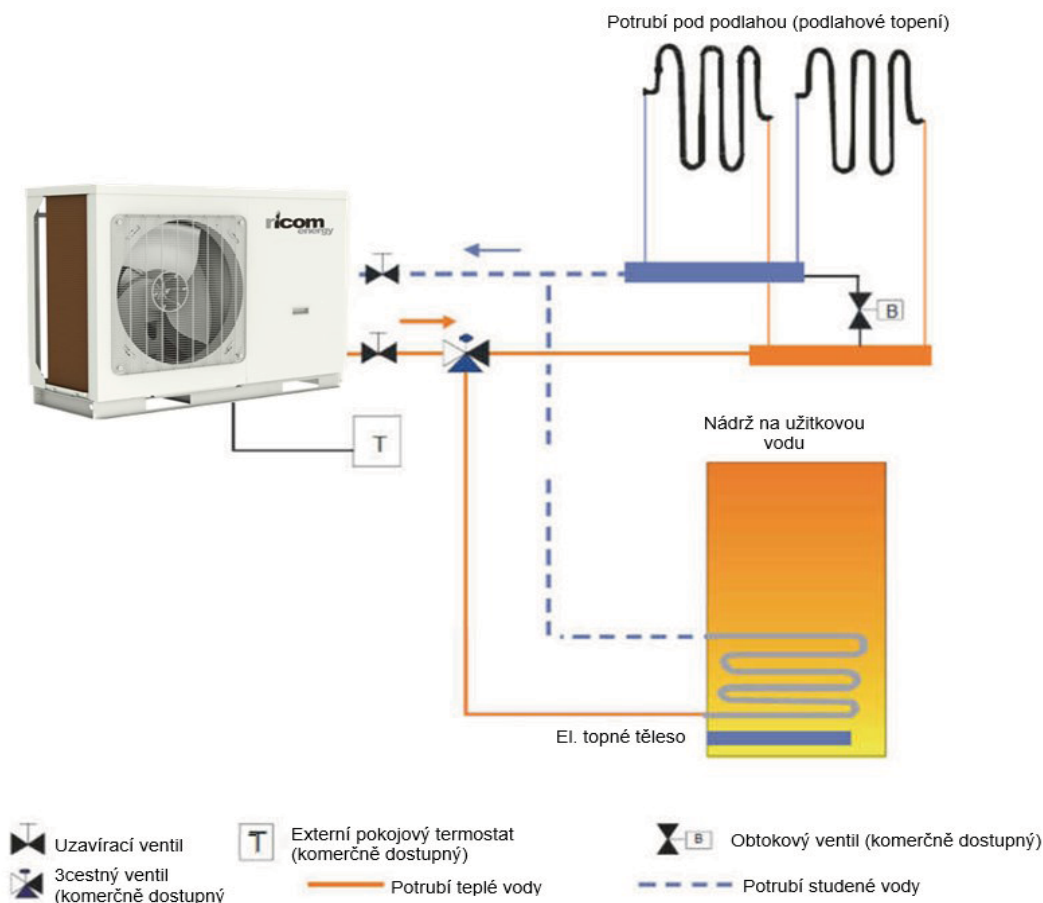 Potrubí pod podlahou (podlahové topení)
ricom
energy
B
T
Nádrž na užitkovou
vodu
El. topné těleso
Uzavírací ventil
T
Externí pokojový termostat
(komerčně dostupný)
B
Obtokový ventil (komerčně dostupný)
3cestný ventil
(komerčně dostupný
Potrubí teplé vody
Potrubí studené vody